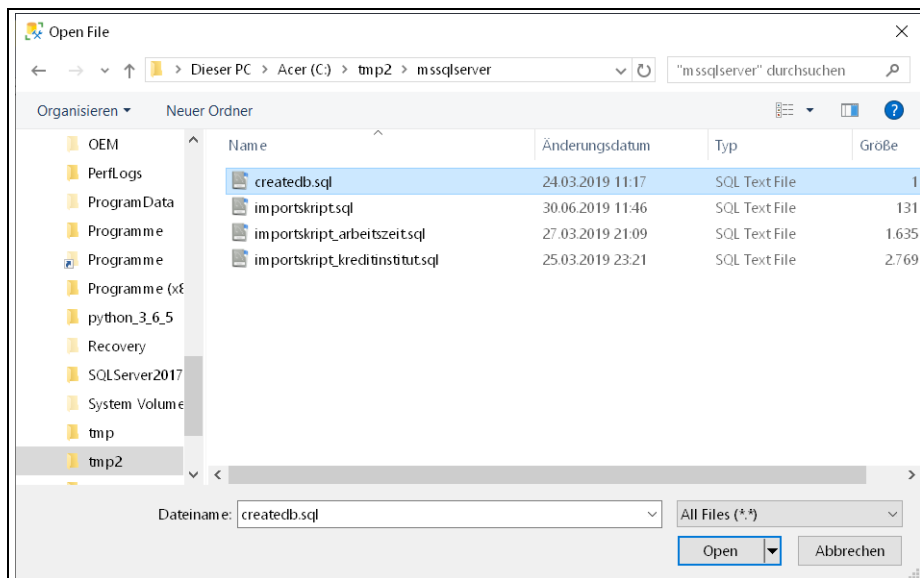 Open File
Dieser PC > Acer (C:) > tmp2 > mssqlserver
"mssqlserver" durchsuchen
Organisieren
Neuer Ordner
Name
Änderungsdatum
Typ
Größe
OEM
PerfLogs
ProgramData
Programme
Programme
Programme (x8
python_3_6_5
Recovery
SQLServer2017
System Volume
tmp
tmp2
createdb.sql 24.03.2019 11:17 SQL Text File 1
importskript.sql 30.06.2019 11:46 SQL Text File 131
importskript_arbeitszeit.sql 27.03.2019 21:09 SQL Text File 1.635
importskript_kreditinstitut.sql 25.03.2019 23:21 SQL Text File 2.769
Dateiname: createdb.sql
All Files (*.*)
Open
Abbrechen